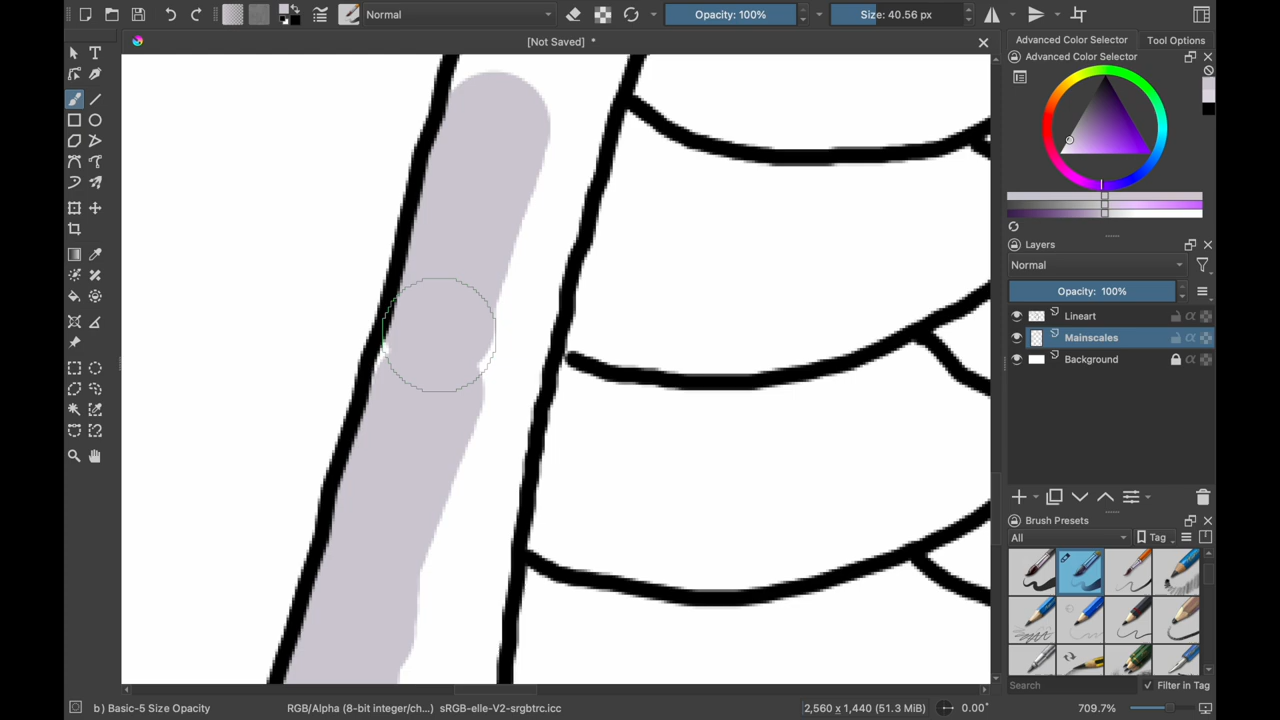 Normal
Opacity: 100%
Size: 40.56 px
[Not Saved] *
Advanced Color Selector
Tool Options
Advanced Color Selector
Layers
Normal
Opacity: 100%
Lineart
Mainscales
Background
Brush Presets
All
Tag
Search
Filter in Tag
b) Basic-5 Size Opacity
RGB/Alpha (8-bit integer/ch...) sRGB-elle-V2-srgbtrc.icc
2,560 x 1,440 (51.3 MiB)
0.00°
709.7%